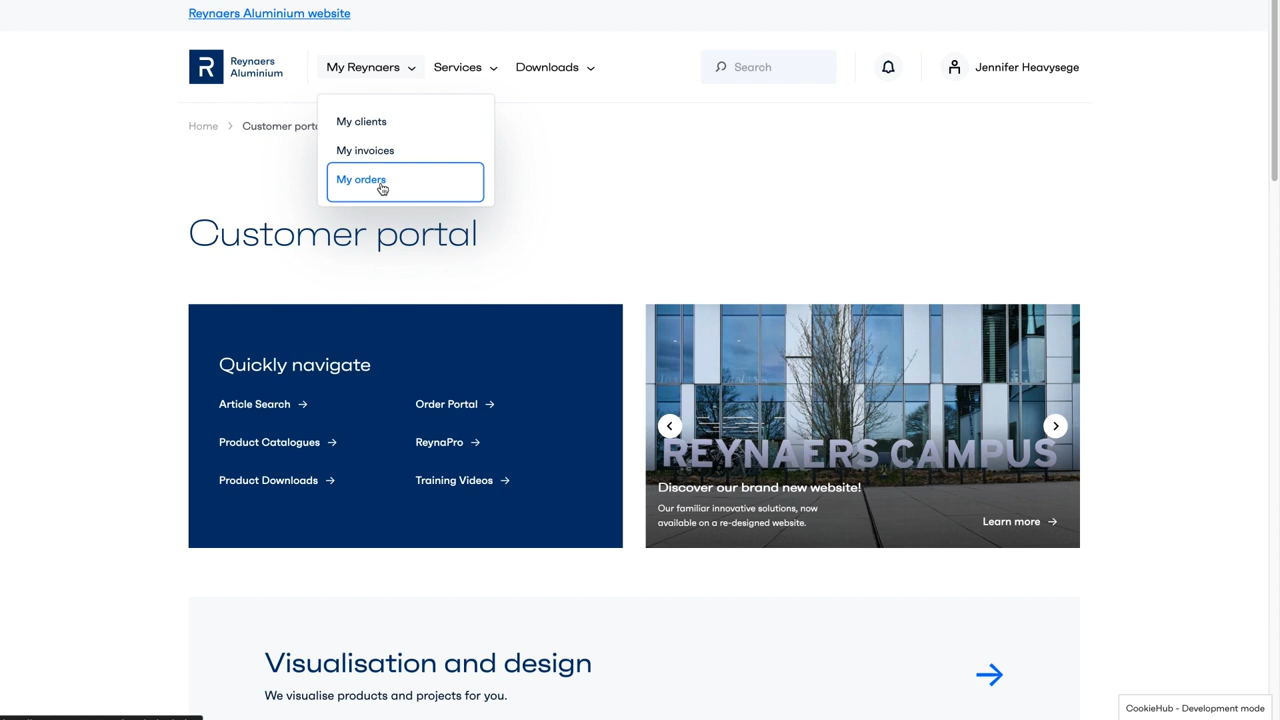 Reynaers Aluminium website
Reynaers
Aluminium
My Reynaers
Services
Downloads
Search
Jennifer Heavysege
Home
My clients
My invoices
My orders
Customer portal
Quickly navigate
Article Search
Order Portal
Product Catalogues
ReynaPro
Product Downloads
Training Videos
REYNAERS CAMPUS
Discover our brand new website!
Our familiar innovative solutions, now
available on a re-designed website.
Learn more
Visualisation and design
We visualise products and projects for you.
CookieHub - Development mode